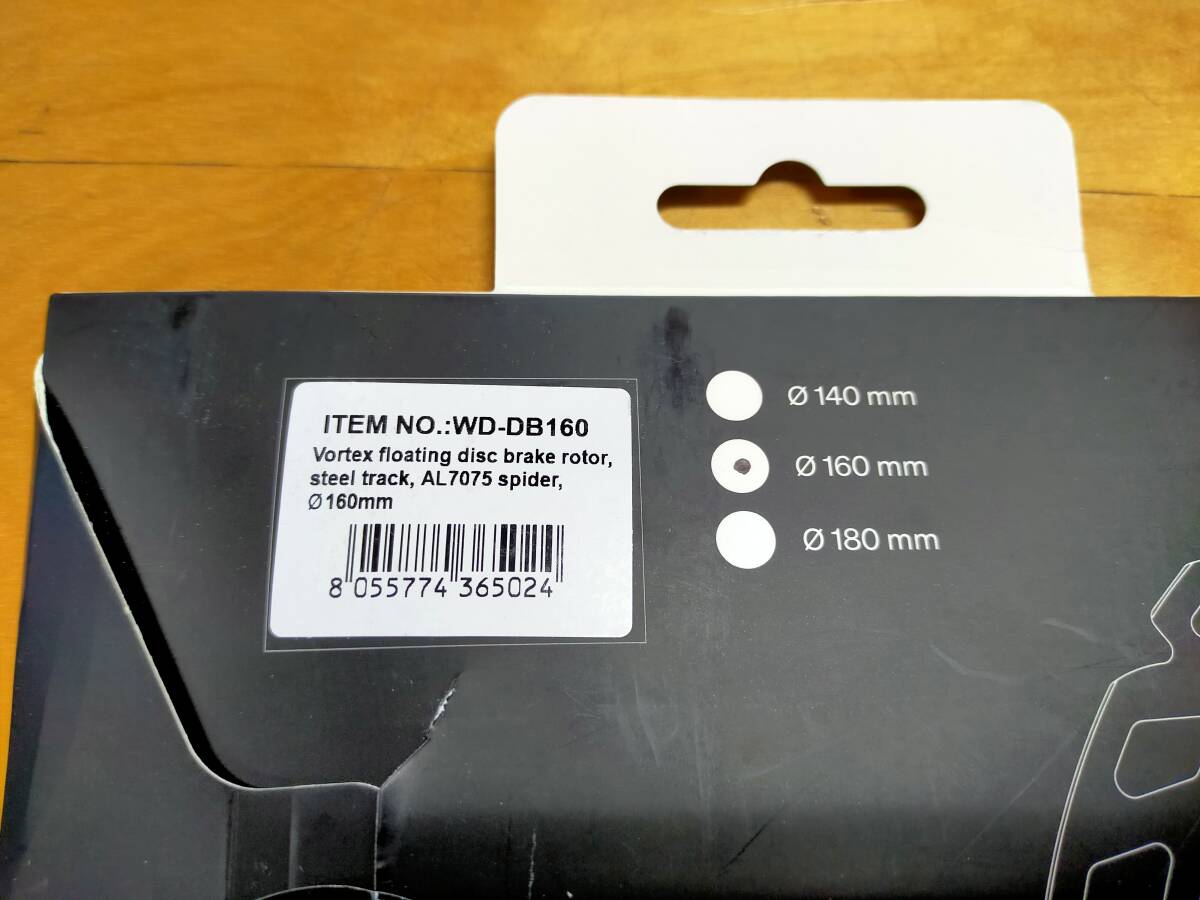 ITEM NO.:WD-DB160
Vortex floating disc brake rotor,
steel track, AL7075 spider,
Ø160mm
8 055774 365024
Ø 140 mm
Ø 160 mm
Ø 180 mm